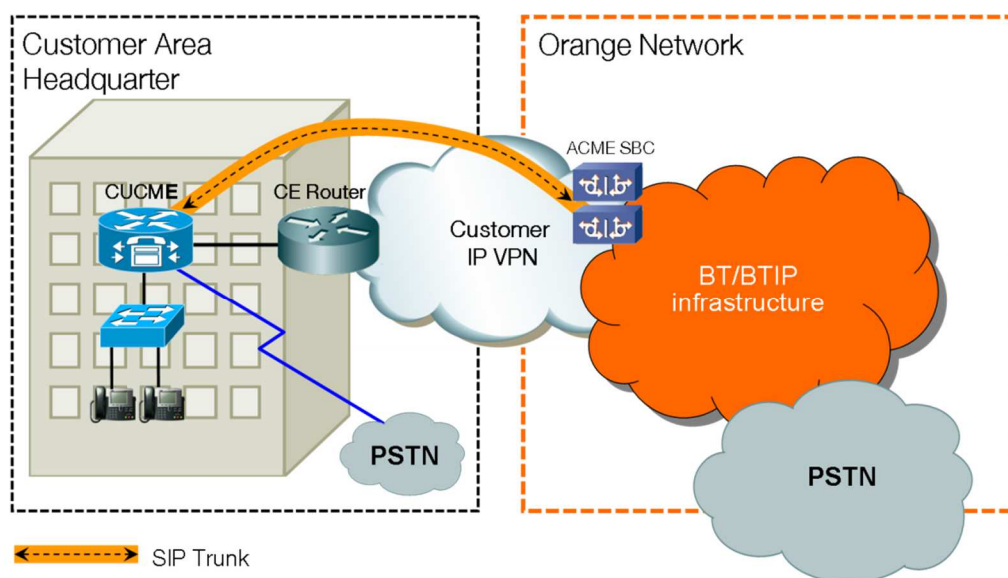 Customer Area
Headquarter
Orange Network
ACME SBC
CUCME
CE Router
Customer
IP VPN
BT/BTIP
infrastructure
PSTN
PSTN
SIP Trunk